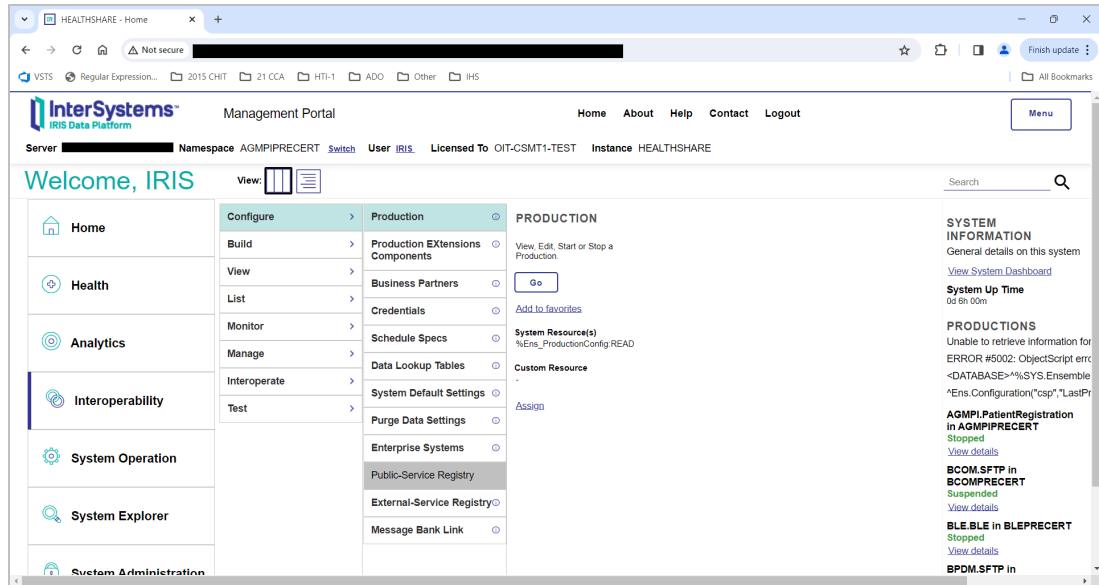 HEALTHSHARE - Home
Not secure
Finish update
VSTS
Regular Expression...
2015 CHIT
21 CCA
HTI-1
ADO
Other
IHS
All Bookmarks
InterSystems™
IRIS Data Platform
Management Portal
Home
About
Help
Contact
Logout
Menu
Server
Namespace AGMPIPRECERT Switch
User IRIS
Licensed To OIT-CSMT1-TEST
Instance HEALTHSHARE
Welcome, IRIS
View:
Search
Home
Health
Analytics
Interoperability
System Operation
System Explorer
System Administration
Configure
Build
View
List
Monitor
Manage
Interoperate
Test
Production
Production EXtensions
Components
Business Partners
Credentials
Schedule Specs
Data Lookup Tables
System Default Settings
Purge Data Settings
Enterprise Systems
Public-Service Registry
External-Service Registry
Message Bank Link
PRODUCTION
View, Edit, Start or Stop a
Production.
Go
Add to favorites
System Resource(s)
%Ens_ProductionConfig:READ
Custom Resource
-
Assign
SYSTEM
INFORMATION
General details on this system
View System Dashboard
System Up Time
0d 6h 00m
PRODUCTIONS
Unable to retrieve information for
ERROR #5002: ObjectScript erro
<DATABASE>^%SYS.Ensemble
^Ens.Configuration("csp","LastPr
AGMPI.PatientRegistration
in AGMPIPRECERT
Stopped
View details
BCOM.SFTP in
BCOMPRECERT
Suspended
View details
BLE.BLE in BLEPRECERT
Stopped
View details
BPDM.SFTP in